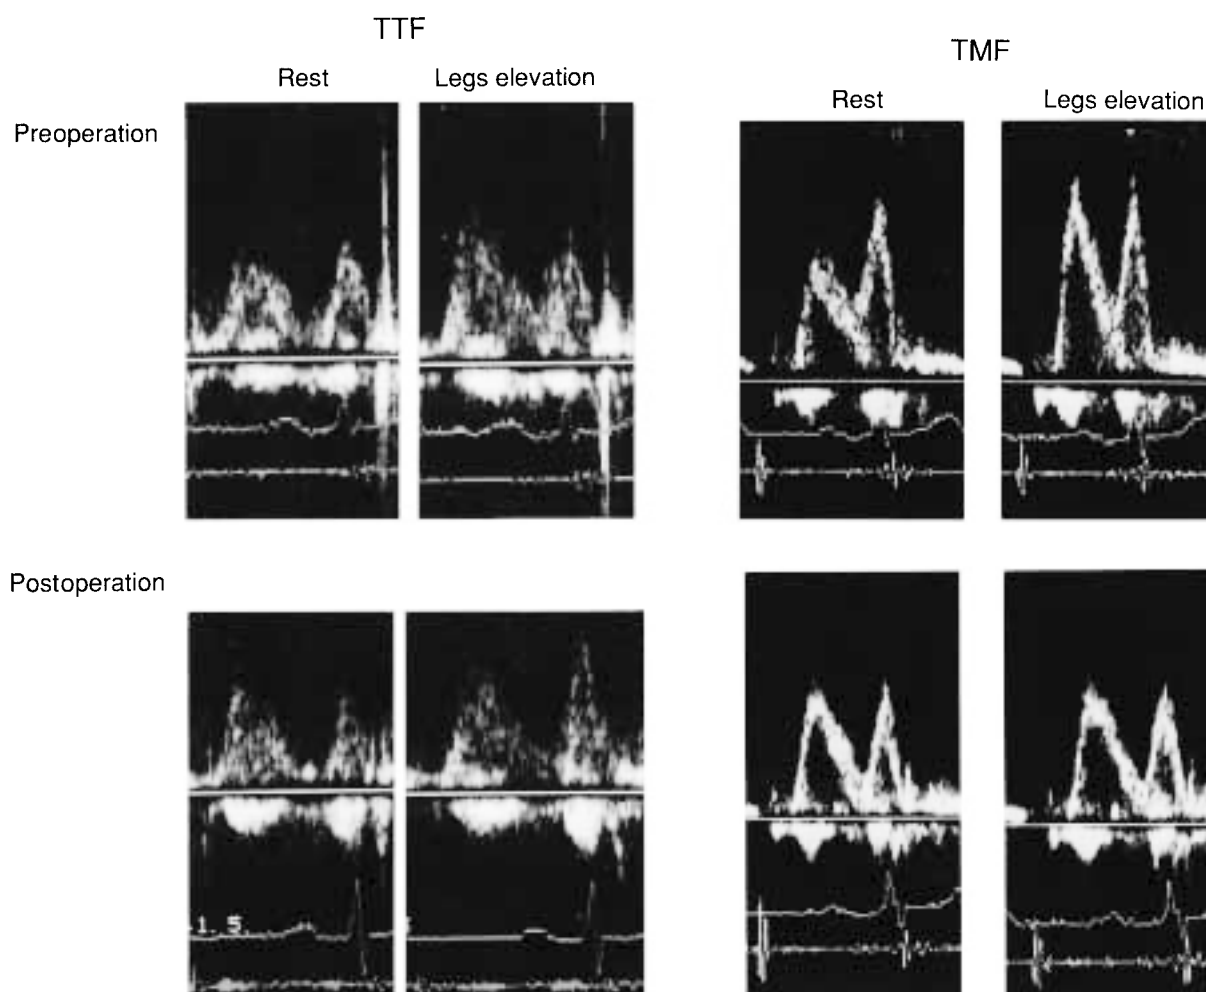 TTF
TMF
Rest
Legs elevation
Rest
Legs elevation
Preoperation
Postoperation
1.5.